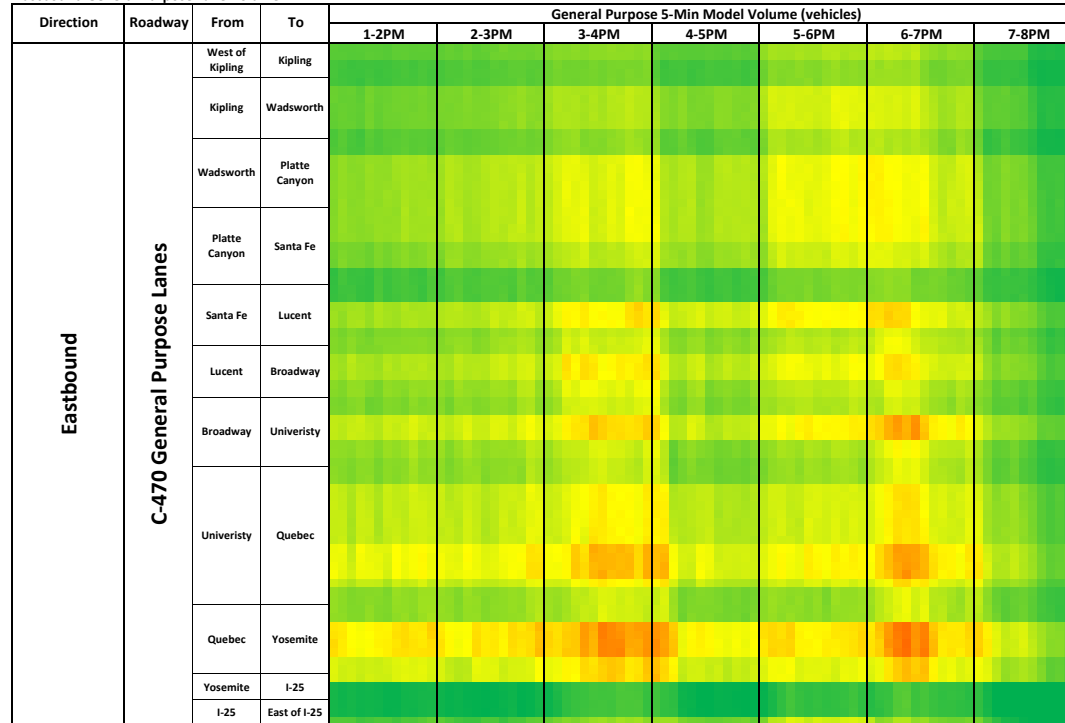 General Purpose 5-Min Model Volume (vehicles)
Direction Roadway From To
1-2PM 2-3PM 3-4PM 4-5PM 5-6PM 6-7PM 7-8PM
Eastbound
C-470 General Purpose Lanes
West of
Kipling
Kipling
Kipling Wadsworth
Wadsworth
Platte
Canyon
Platte
Canyon
Santa Fe
Santa Fe Lucent
Lucent Broadway
Broadway Univeristy
Univeristy Quebec
Quebec Yosemite
Yosemite I-25
I-25 East of I-25